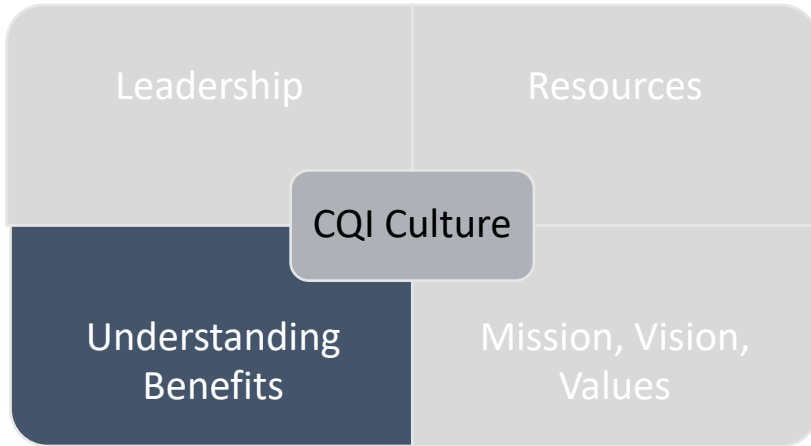 Leadership
Resources
CQI Culture
Understanding
Benefits
Mission, Vision,
Values